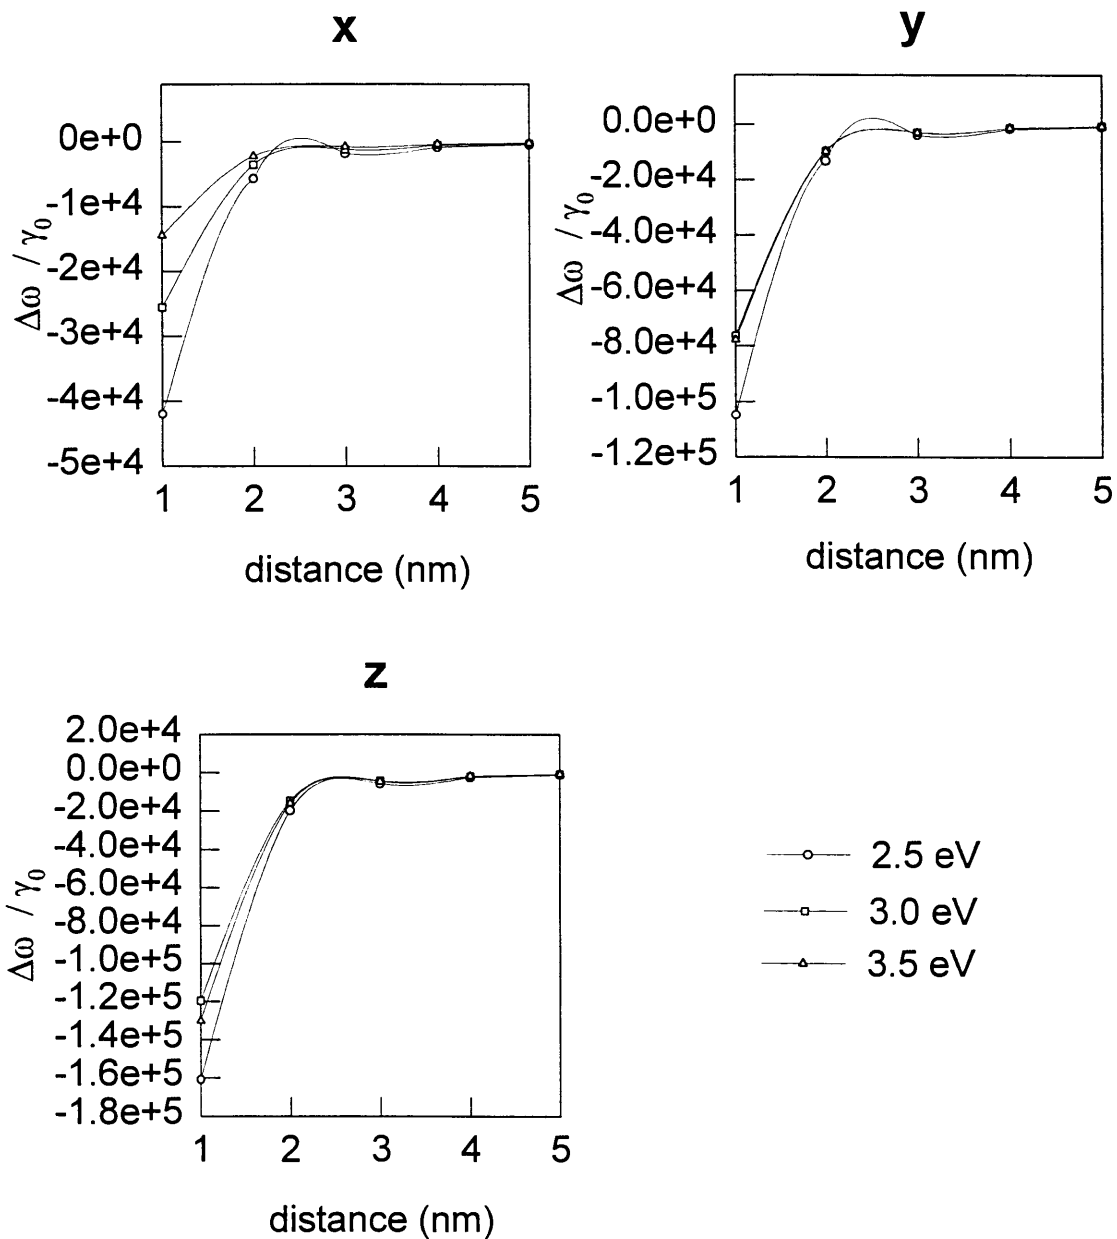 x
0e+0
-1e+4
-2e+4
-3e+4
-4e+4
-5e+4
Δω / γ0
1 2 3 4 5
distance (nm)
y
0.0e+0
-2.0e+4
-4.0e+4
-6.0e+4
-8.0e+4
-1.0e+5
-1.2e+5
Δω / γ0
1 2 3 4 5
distance (nm)
z
2.0e+4
0.0e+0
-2.0e+4
-4.0e+4
-6.0e+4
-8.0e+4
-1.0e+5
-1.2e+5
-1.4e+5
-1.6e+5
-1.8e+5
Δω / γ0
1 2 3 4 5
distance (nm)
2.5 eV
3.0 eV
3.5 eV